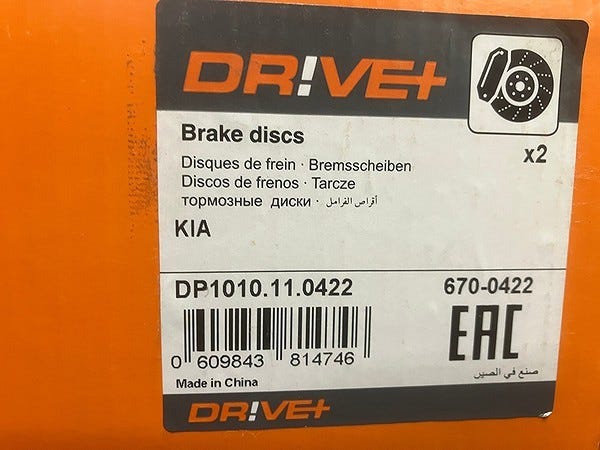 DR!VE+
Brake discs
x2
Disques de frein · Bremsscheiben
Discos de frenos · Tarcze
тормозные диски · أقراص الفرامل
KIA
DP1010.11.0422
670-0422
0 609843 814746
EAC
Made in China
صنع في الصين
DR!VE+